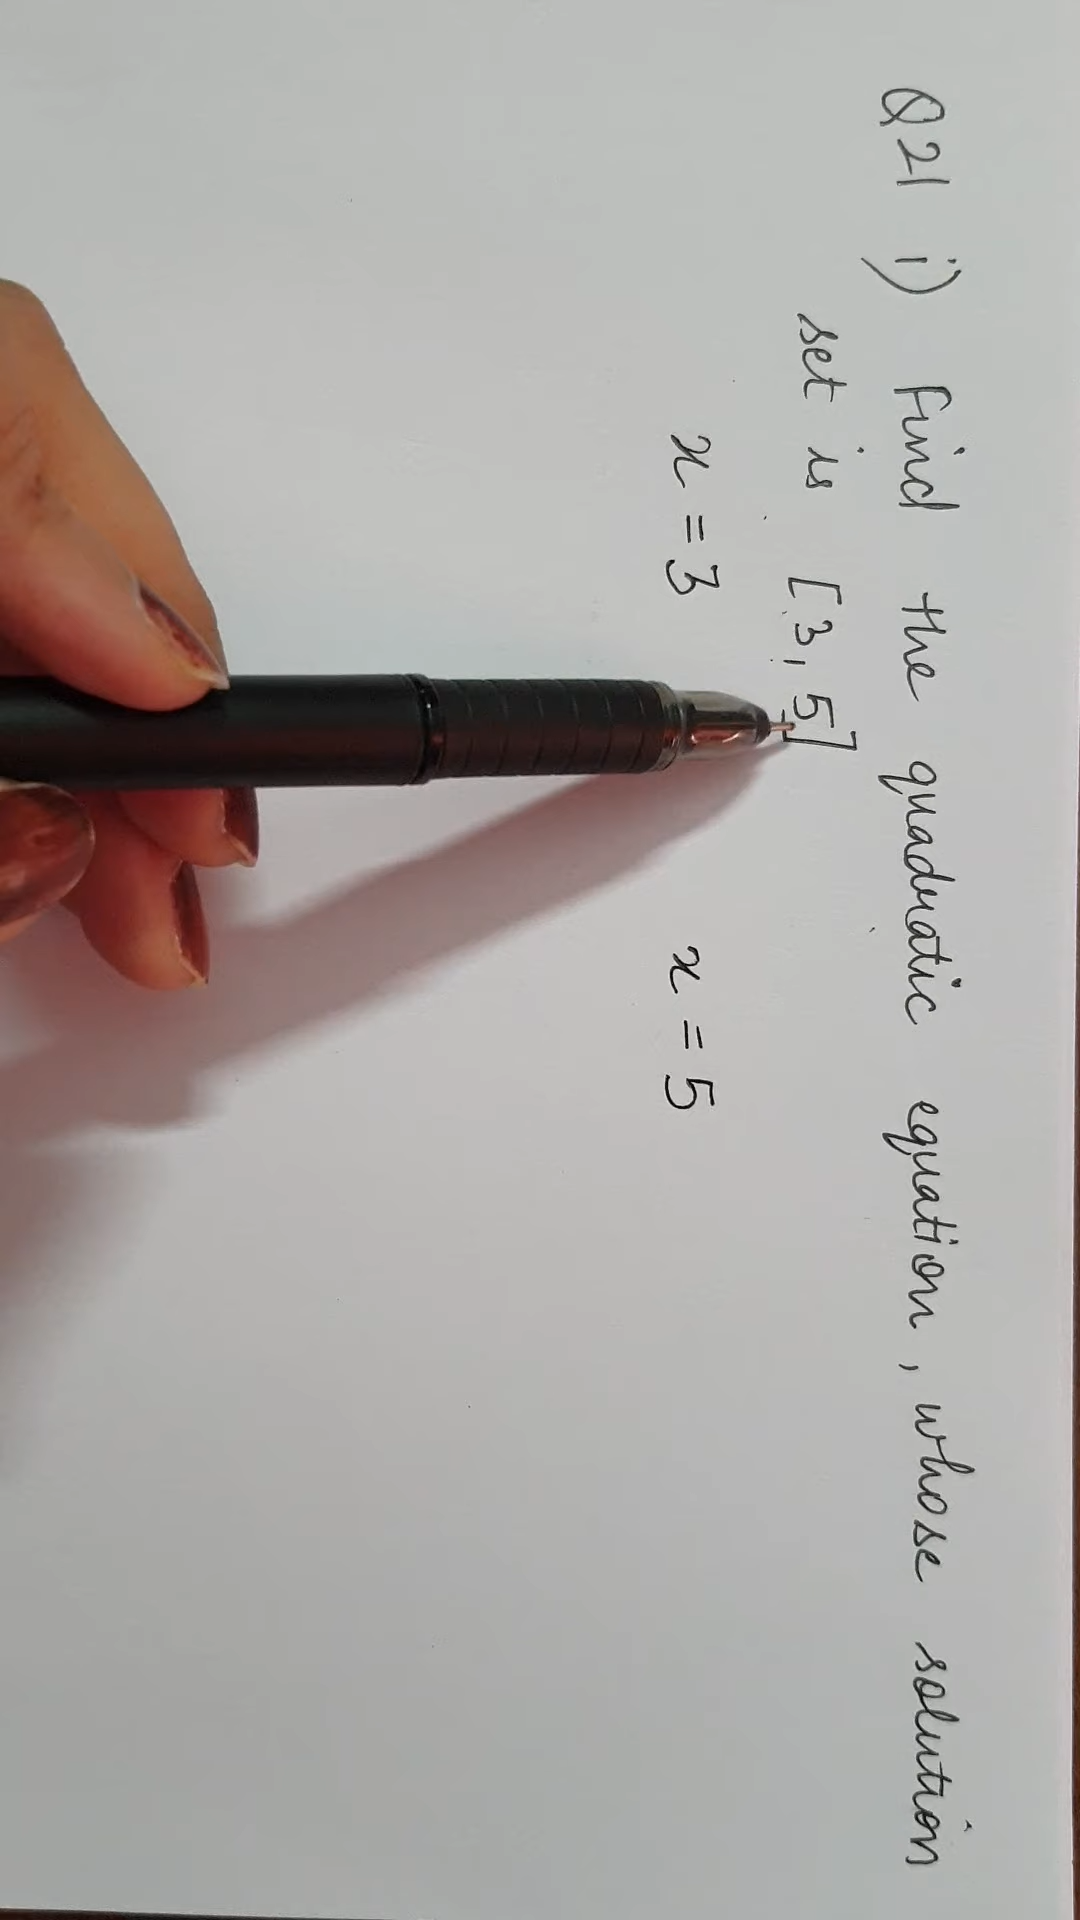 Q21 i) Find the quadratic equation, whose solution
set is [3, 5]
x = 3 x = 5